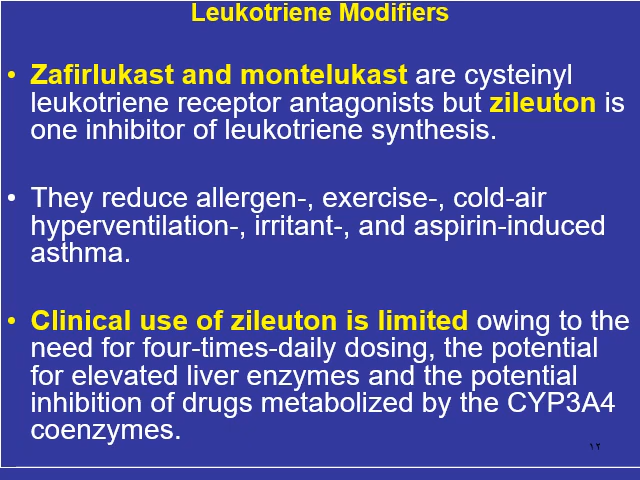 Leukotriene Modifiers
• Zafirlukast and montelukast are cysteinyl
leukotriene receptor antagonists but zileuton is
one inhibitor of leukotriene synthesis.
• They reduce allergen-, exercise-, cold-air
hyperventilation-, irritant-, and aspirin-induced
asthma.
• Clinical use of zileuton is limited owing to the
need for four-times-daily dosing, the potential
for elevated liver enzymes and the potential
inhibition of drugs metabolized by the CYP3A4
coenzymes.
١٢